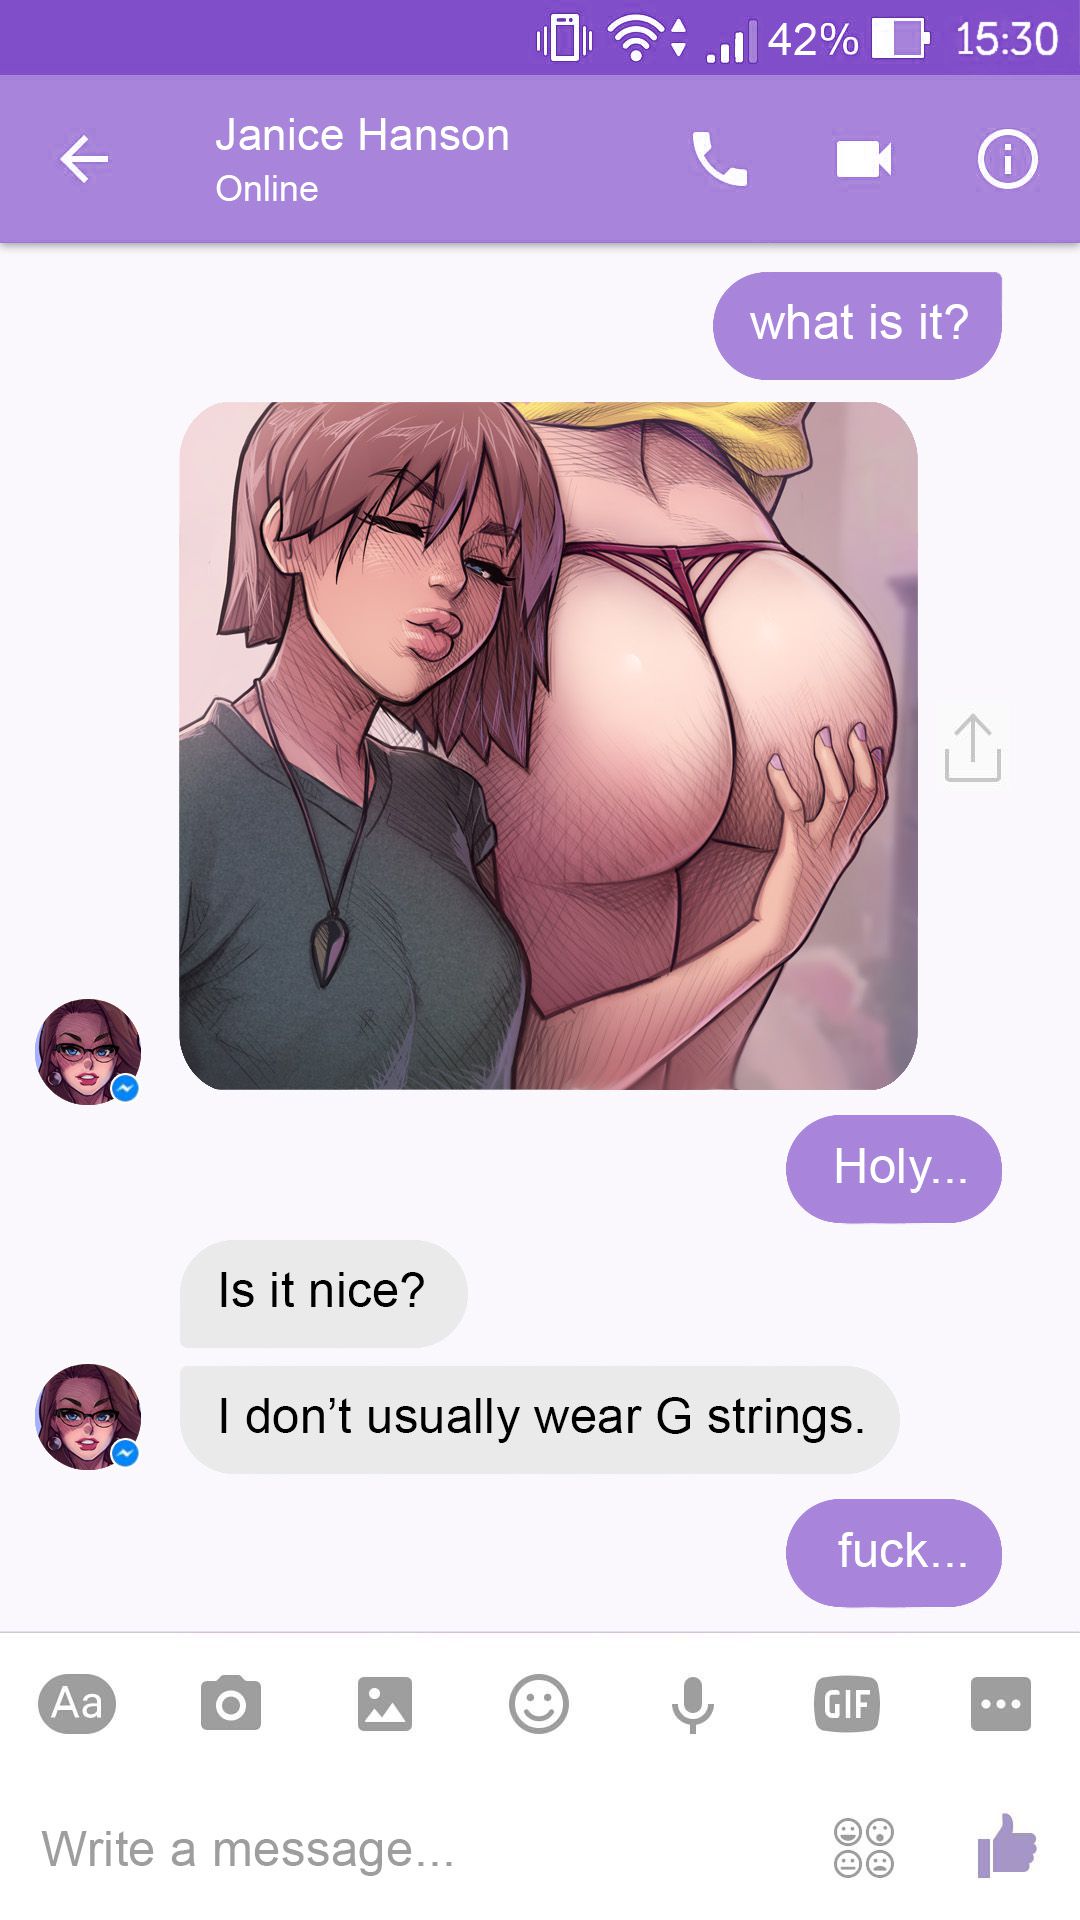 42% 15:30
Janice Hanson
Online
what is it?
Holy...
Is it nice?
I don’t usually wear G strings.
fuck...
Aa
GIF
Write a message...